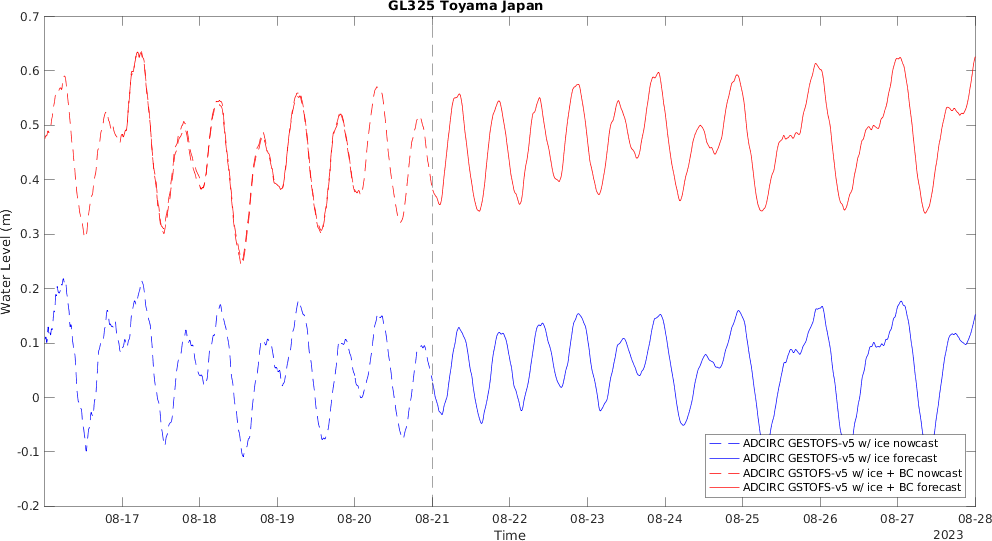 GL325 Toyama Japan
0.7
0.6
0.5
0.4
0.3
0.2
0.1
0
-0.1
-0.2
Water Level (m)
ADCIRC GESTOFS-v5 w/ ice nowcast
ADCIRC GESTOFS-v5 w/ ice forecast
ADCIRC GSTOFS-v5 w/ ice + BC nowcast
ADCIRC GSTOFS-v5 w/ ice + BC forecast
08-17 08-18 08-19 08-20 08-21 08-22 08-23 08-24 08-25 08-26 08-27 08-28
Time
2023